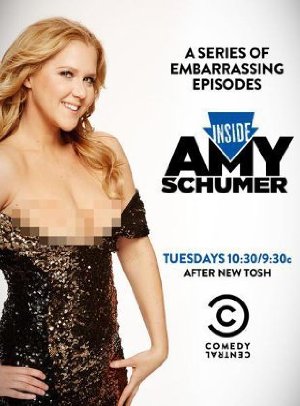 A SERIES OF
EMBARRASSING
EPISODES
INSIDE
AMY
SCHUMER
TUESDAYS 10:30/9:30c
AFTER NEW TOSH
COMEDY
CENTRAL